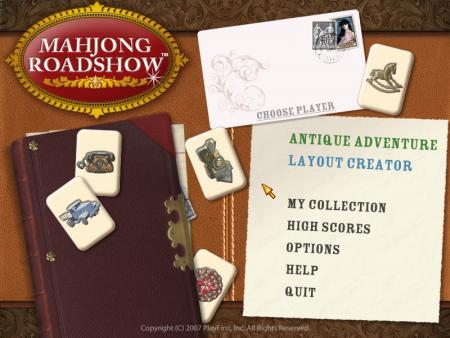 MAHJONG
ROADSHOW™
CHOOSE PLAYER
ANTIQUE ADVENTURE
LAYOUT CREATOR
MY COLLECTION
HIGH SCORES
OPTIONS
HELP
QUIT
Copyright (C) 2007 PlayFirst, Inc. All Rights Reserved.